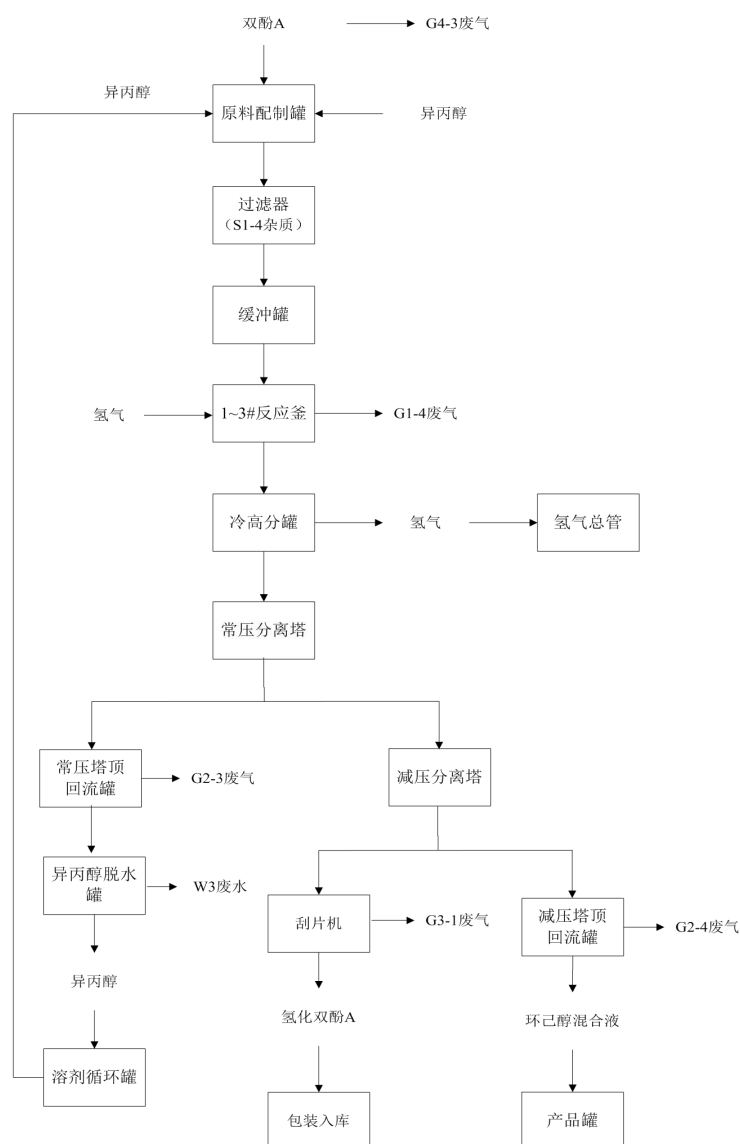 双酚A
G4-3废气
异丙醇
原料配制罐
异丙醇
过滤器
（S1-4杂质）
缓冲罐
氢气
1~3#反应釜
G1-4废气
冷高分罐
氢气
氢气总管
常压分离塔
常压塔顶
回流罐
G2-3废气
减压分离塔
异丙醇脱水
罐
W3废水
刮片机
G3-1废气
减压塔顶
回流罐
G2-4废气
异丙醇
氢化双酚A
环己醇混合液
溶剂循环罐
包装入库
产品罐